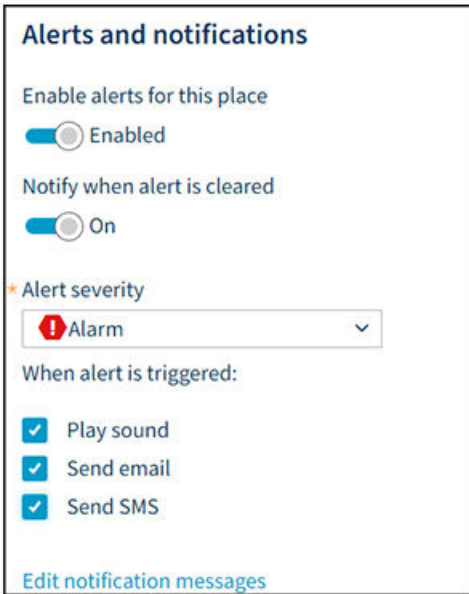 Alerts and notifications
Enable alerts for this place
Enabled
Notify when alert is cleared
On
* Alert severity
! Alarm
When alert is triggered:
Play sound
Send email
Send SMS
Edit notification messages